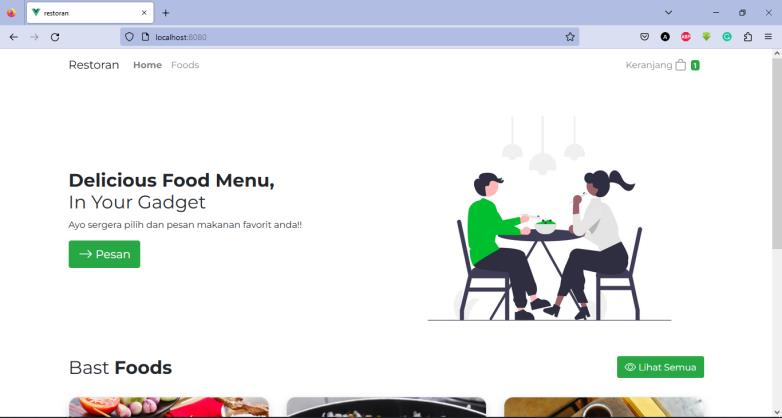 restoran
localhost:8080
Restoran Home Foods Keranjang 1
Delicious Food Menu,
In Your Gadget
Ayo sergera pilih dan pesan makanan favorit anda!!
Pesan
Bast Foods
Lihat Semua